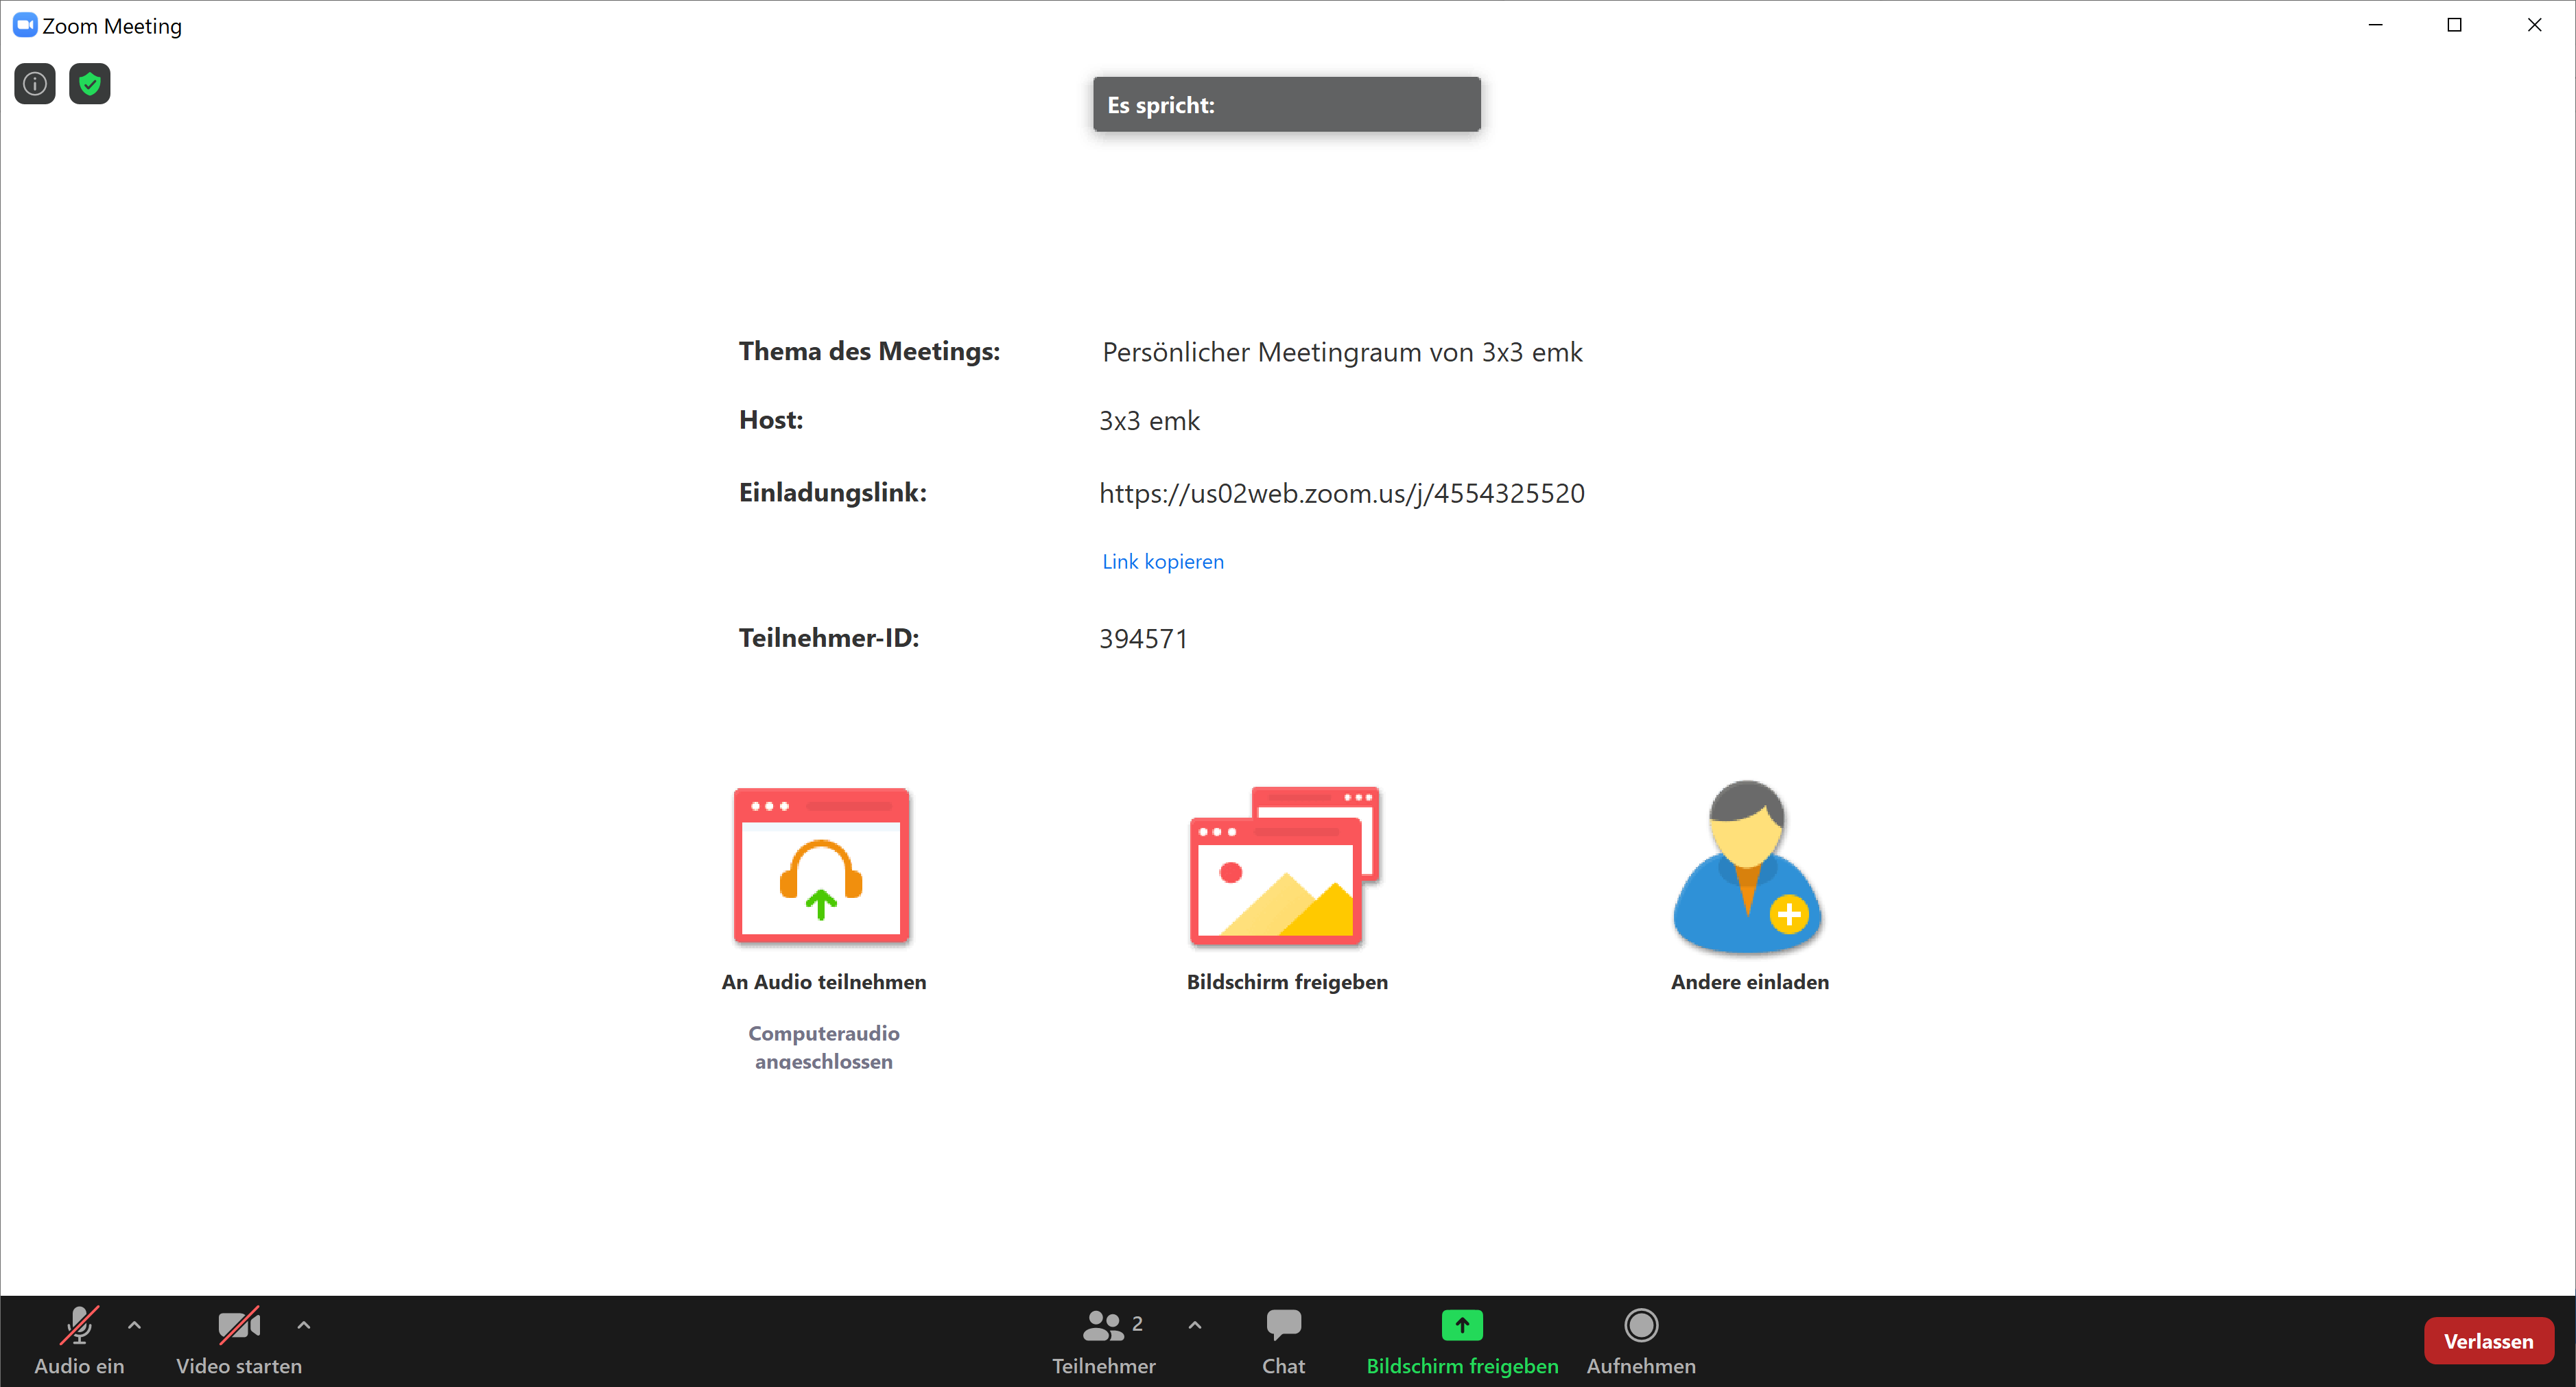 Zoom Meeting
Es spricht:
Thema des Meetings: Persönlicher Meetingraum von 3x3 emk
Host: 3x3 emk
Einladungslink: https://us02web.zoom.us/j/4554325520
Link kopieren
Teilnehmer-ID: 394571
An Audio teilnehmen
Bildschirm freigeben
Andere einladen
Computeraudio
angeschlossen
Audio ein
Video starten
2
Teilnehmer
Chat
Bildschirm freigeben
Aufnehmen
Verlassen